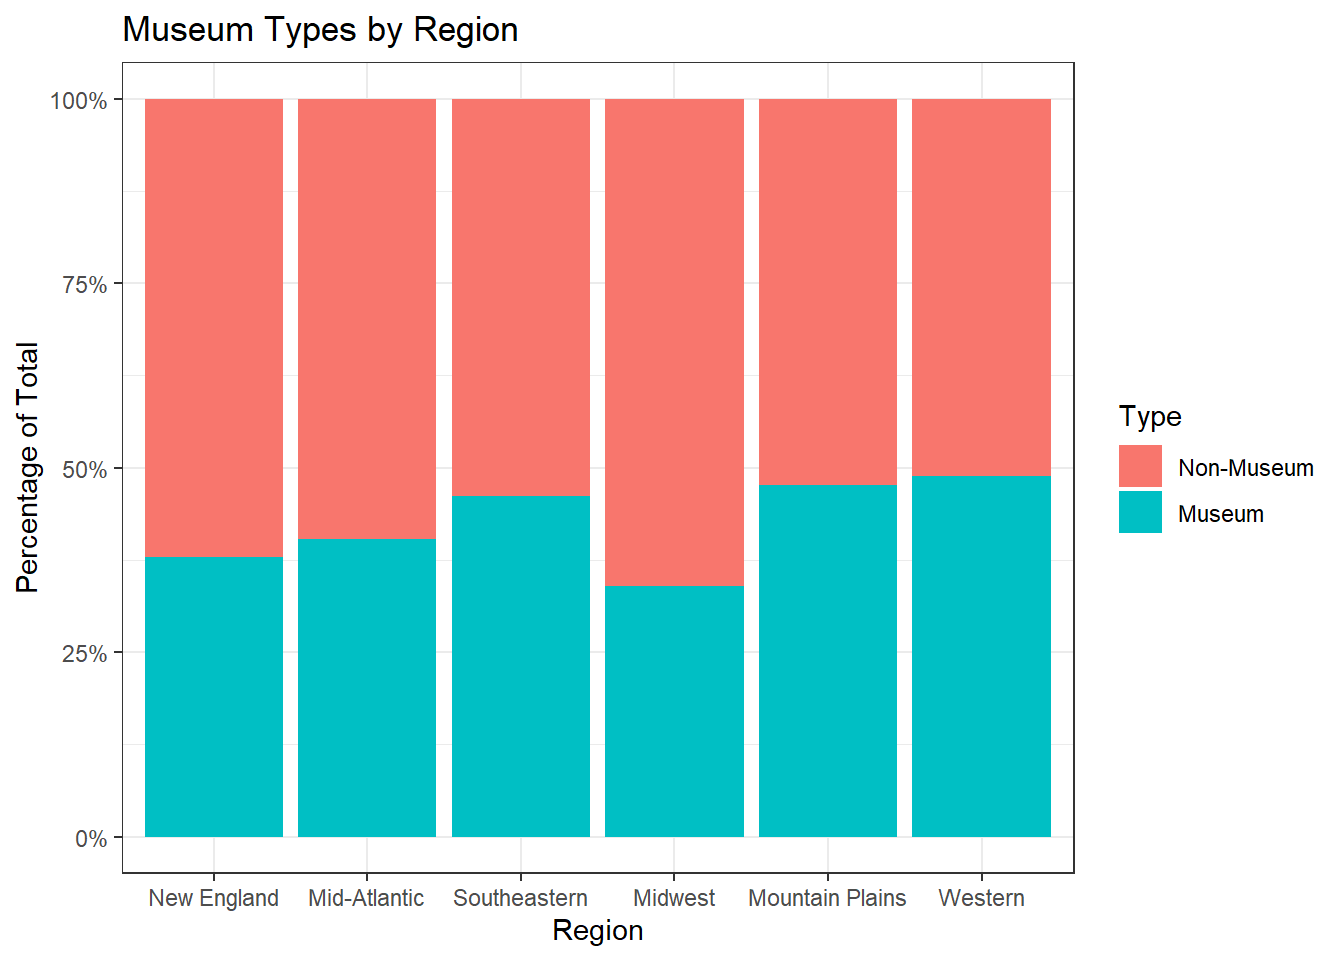 Museum Types by Region
100%
75%
50%
25%
0%
Percentage of Total
New England Mid-Atlantic Southeastern Midwest Mountain Plains Western
Region
Type
Non-Museum
Museum